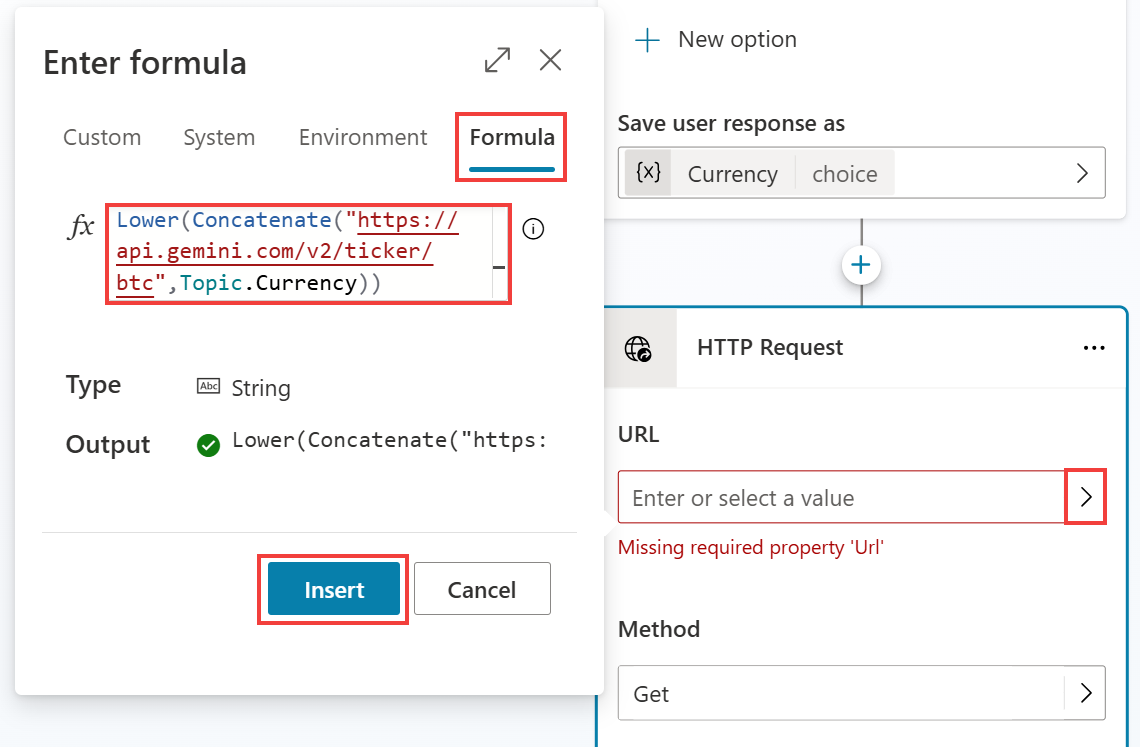 Enter formula
Custom
System
Environment
Formula
fx
Lower(Concatenate("https://
api.gemini.com/v2/ticker/
btc",Topic.Currency))
Type
Abc
String
Output
Lower(Concatenate("https:
Insert
Cancel
New option
Save user response as
{x}
Currency
choice
HTTP Request
URL
Enter or select a value
Missing required property 'Url'
Method
Get